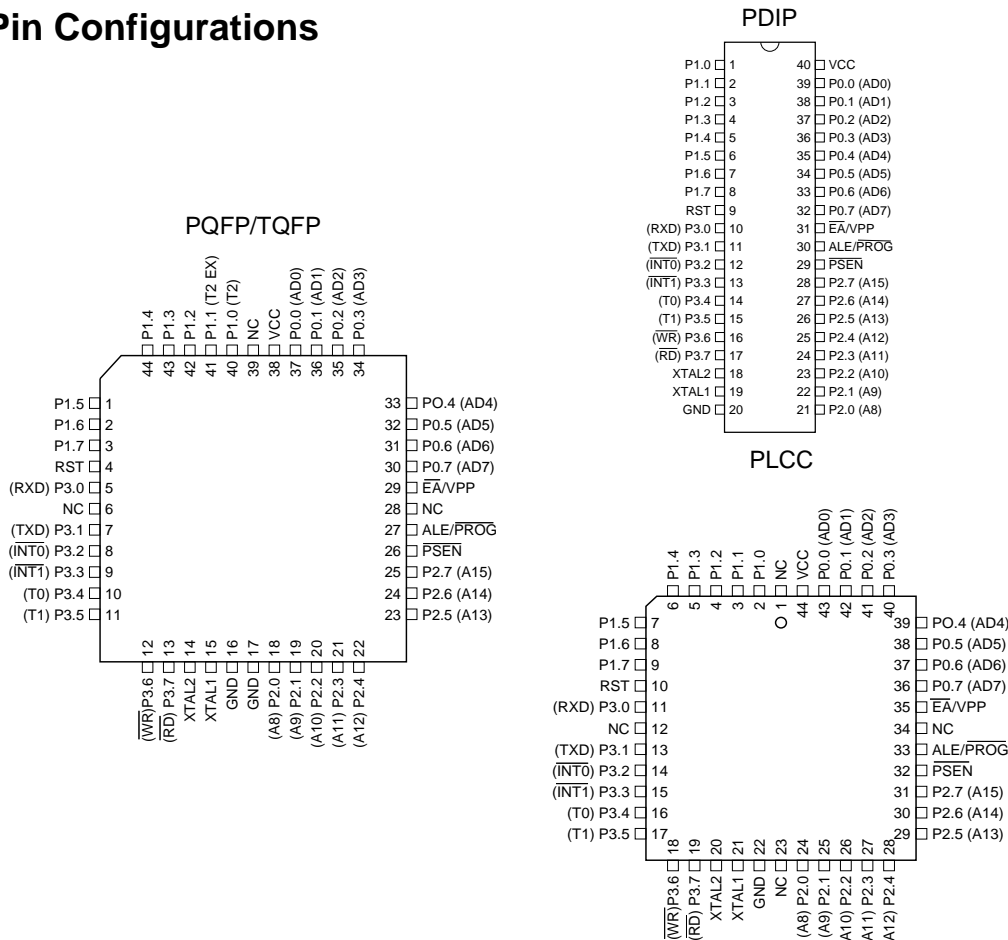 Pin Configurations
PDIP
P1.0 1 40 VCC
P1.1 2 39 P0.0 (AD0)
P1.2 3 38 P0.1 (AD1)
P1.3 4 37 P0.2 (AD2)
P1.4 5 36 P0.3 (AD3)
P1.5 6 35 P0.4 (AD4)
P1.6 7 34 P0.5 (AD5)
P1.7 8 33 P0.6 (AD6)
RST 9 32 P0.7 (AD7)
(RXD) P3.0 10 31 EA/VPP
(TXD) P3.1 11 30 ALE/PROG
(INT0) P3.2 12 29 PSEN
(INT1) P3.3 13 28 P2.7 (A15)
(T0) P3.4 14 27 P2.6 (A14)
(T1) P3.5 15 26 P2.5 (A13)
(WR) P3.6 16 25 P2.4 (A12)
(RD) P3.7 17 24 P2.3 (A11)
XTAL2 18 23 P2.2 (A10)
XTAL1 19 22 P2.1 (A9)
GND 20 21 P2.0 (A8)
PQFP/TQFP
P1.4
P1.3
P1.2
P1.1 (T2 EX)
P1.0 (T2)
NC
VCC
P0.0 (AD0)
P0.1 (AD1)
P0.2 (AD2)
P0.3 (AD3)
44 43 42 41 40 39 38 37 36 35 34
P1.5 1 33 PO.4 (AD4)
P1.6 2 32 P0.5 (AD5)
P1.7 3 31 P0.6 (AD6)
RST 4 30 P0.7 (AD7)
(RXD) P3.0 5 29 EA/VPP
NC 6 28 NC
(TXD) P3.1 7 27 ALE/PROG
(INT0) P3.2 8 26 PSEN
(INT1) P3.3 9 25 P2.7 (A15)
(T0) P3.4 10 24 P2.6 (A14)
(T1) P3.5 11 23 P2.5 (A13)
12 13 14 15 16 17 18 19 20 21 22
(WR)P3.6
(RD) P3.7
XTAL2
XTAL1
GND
GND
(A8) P2.0
(A9) P2.1
(A10) P2.2
(A11) P2.3
(A12) P2.4
PLCC
P1.4
P1.3
P1.2
P1.1
P1.0
NC
VCC
P0.0 (AD0)
P0.1 (AD1)
P0.2 (AD2)
P0.3 (AD3)
6 5 4 3 2 1 44 43 42 41 40
P1.5 7 39 PO.4 (AD4)
P1.6 8 38 P0.5 (AD5)
P1.7 9 37 P0.6 (AD6)
RST 10 36 P0.7 (AD7)
(RXD) P3.0 11 35 EA/VPP
NC 12 34 NC
(TXD) P3.1 13 33 ALE/PROG
(INT0) P3.2 14 32 PSEN
(INT1) P3.3 15 31 P2.7 (A15)
(T0) P3.4 16 30 P2.6 (A14)
(T1) P3.5 17 29 P2.5 (A13)
18 19 20 21 22 23 24 25 26 27 28
(WR)P3.6
(RD) P3.7
XTAL2
XTAL1
GND
NC
(A8) P2.0
(A9) P2.1
A10) P2.2
A11) P2.3
A12) P2.4